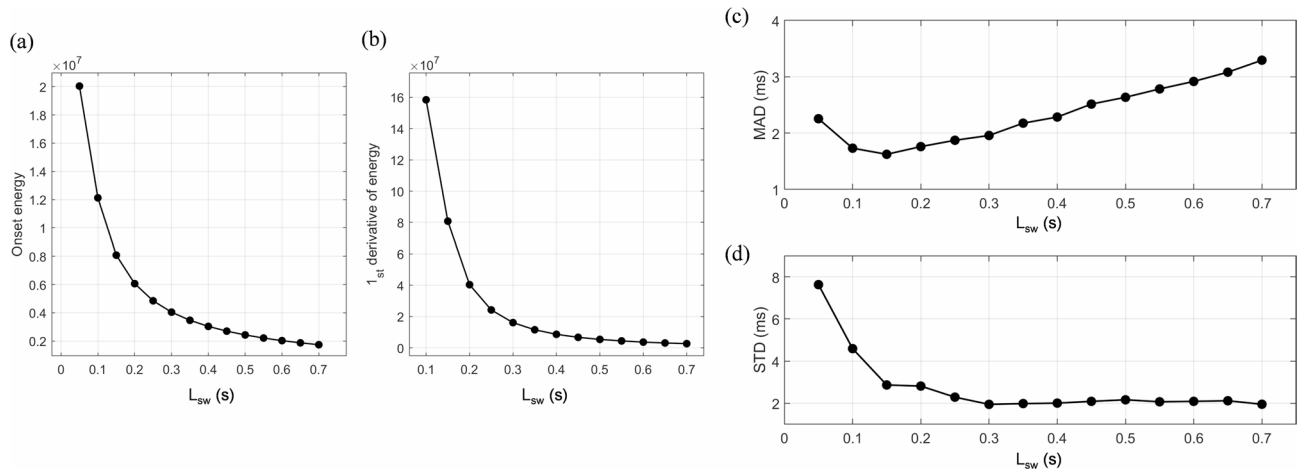 (a)
×10⁷
2
1.8
1.6
1.4
1.2
1
0.8
0.6
0.4
0.2
Onset energy
0 0.1 0.2 0.3 0.4 0.5 0.6 0.7
Lsw (s)
(b)
×10⁷
16
14
12
10
8
6
4
2
0
1st derivative of energy
0.1 0.2 0.3 0.4 0.5 0.6 0.7
Lsw (s)
(c)
4
3
2
1
MAD (ms)
0 0.1 0.2 0.3 0.4 0.5 0.6 0.7
Lsw (s)
(d)
8
6
4
2
STD (ms)
0 0.1 0.2 0.3 0.4 0.5 0.6 0.7
Lsw (s)